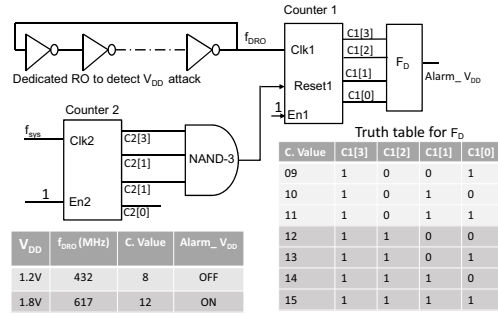 Counter 1
f_DRO
Clk1
C1[3]
C1[2]
F_D
C1[1]
C1[0]
Alarm_ V_DD
Reset1
1
En1
Dedicated RO to detect V_DD attack
Counter 2
f_sys
Clk2
C2[3]
C2[1]
C2[1]
C2[0]
NAND-3
1
En2
Truth table for F_D
C. Value C1[3] C1[2] C1[1] C1[0]
09 1 0 0 1
10 1 0 1 0
11 1 0 1 1
12 1 1 0 0
13 1 1 0 1
14 1 1 1 0
15 1 1 1 1
V_DD f_DRO (MHz) C. Value Alarm_ V_DD
1.2V 432 8 OFF
1.8V 617 12 ON